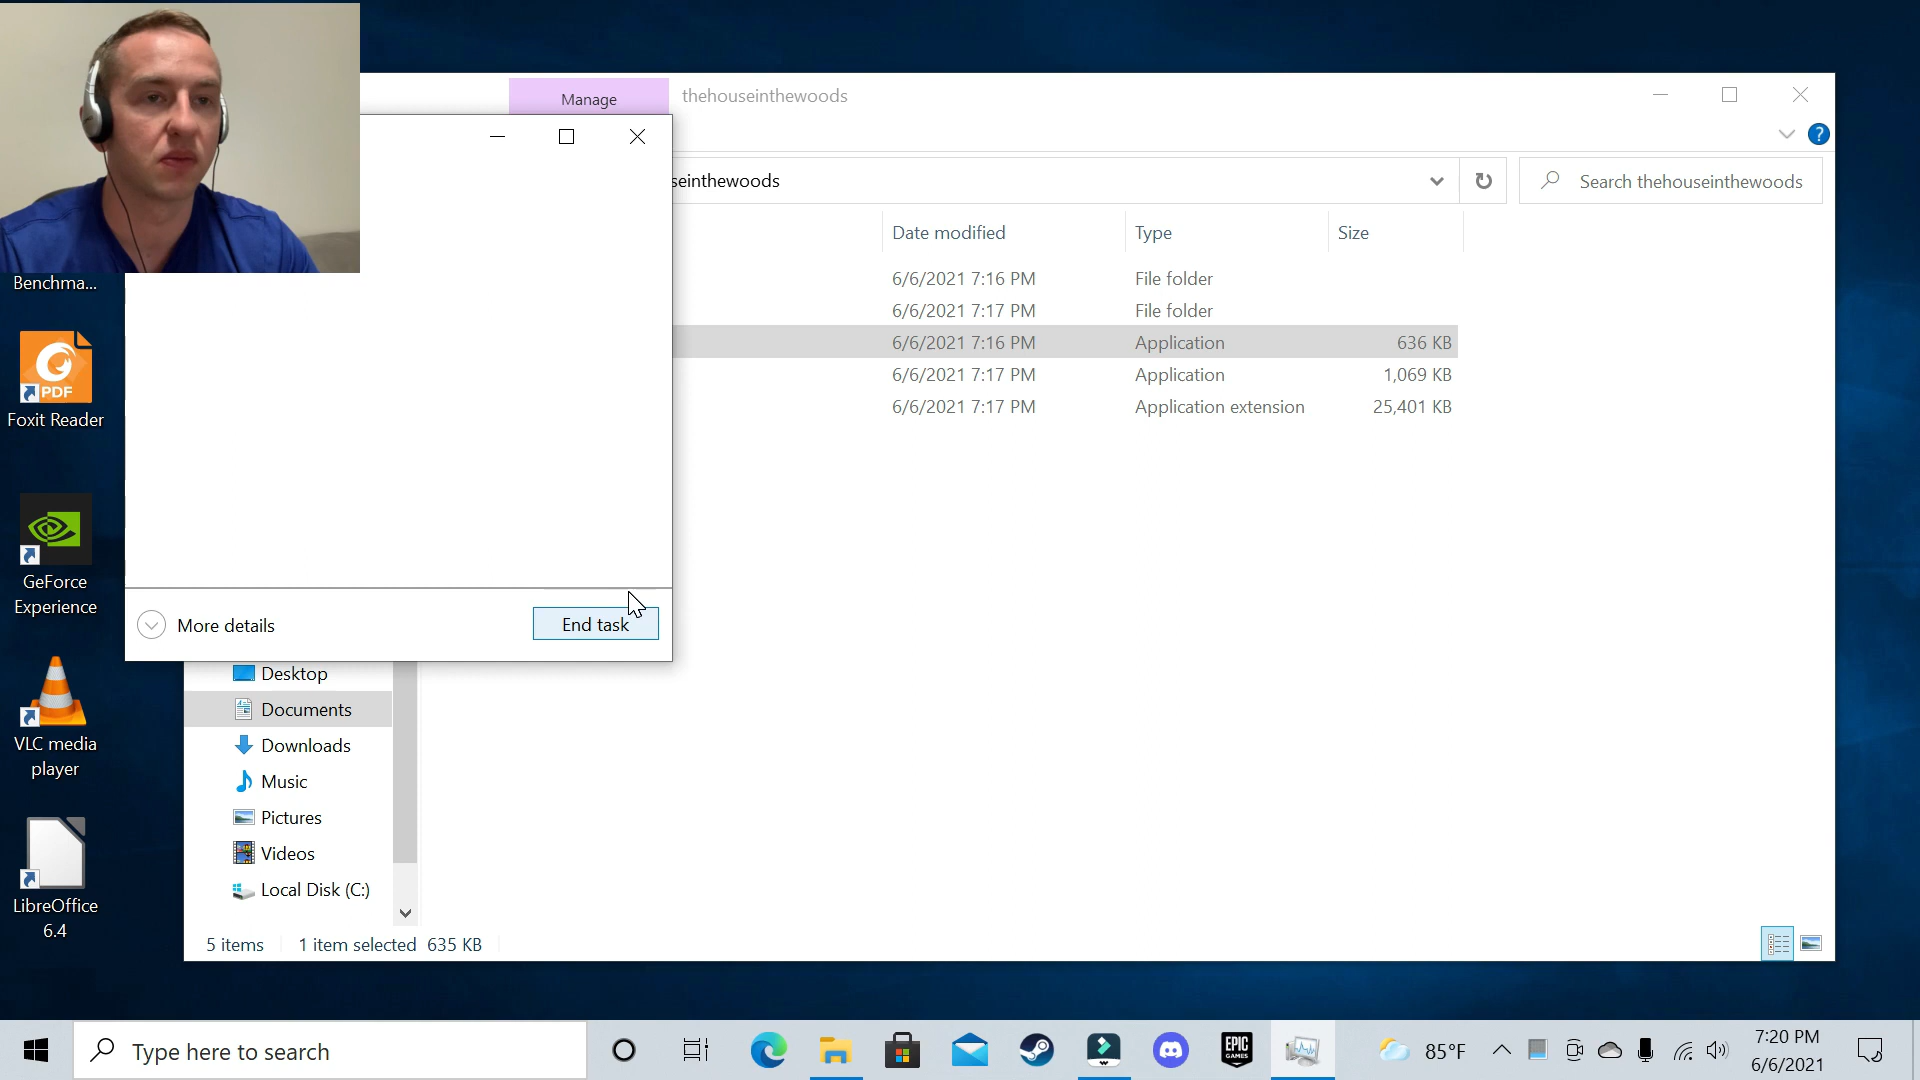 Manage
thehouseinthewoods
?
seinthewoods
Search thehouseinthewoods
Date modified
Type
Size
6/6/2021 7:16 PM
File folder
6/6/2021 7:17 PM
File folder
6/6/2021 7:16 PM
Application
636 KB
6/6/2021 7:17 PM
Application
1,069 KB
6/6/2021 7:17 PM
Application extension
25,401 KB
Benchma...
PDF
Foxit Reader
GeForce
Experience
VLC media
player
LibreOffice
6.4
More details
End task
Desktop
Documents
Downloads
Music
Pictures
Videos
Local Disk (C:)
5 items
1 item selected 635 KB
Type here to search
EPIC
GAMES
85°F
7:20 PM
6/6/2021